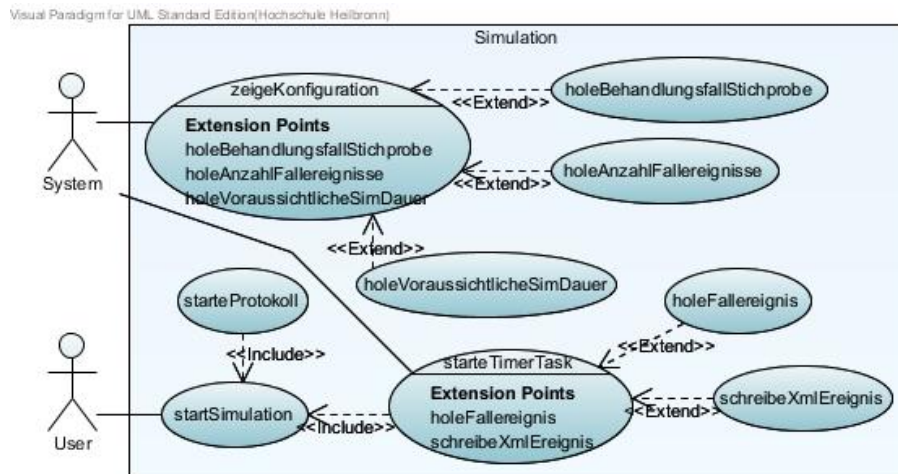 Visual Paradigm for UML Standard Edition(Hochschule Heilbronn)
Simulation
zeigeKonfiguration
Extension Points
holeBehandlungsfallStichprobe
holeAnzahlFallereignisse
holeVoraussichtlicheSimDauer
<<Extend>>
holeBehandlungsfallStichprobe
<<Extend>>
holeAnzahlFallereignisse
System
<<Extend>>
holeVoraussichtlicheSimDauer
starteProtokoll
holeFallereignis
<<Include>>
<<Extend>>
starteTimerTask
Extension Points
holeFallereignis
schreibeXmlEreignis
<<Extend>>
schreibeXmlEreignis
startSimulation
<<Include>>
User